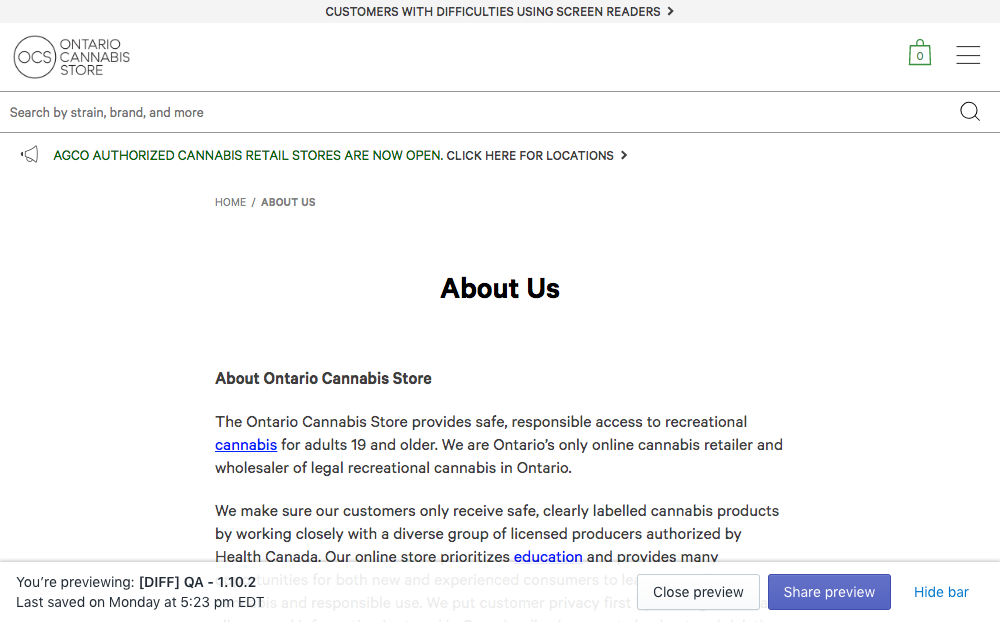 CUSTOMERS WITH DIFFICULTIES USING SCREEN READERS
OCS ONTARIO CANNABIS STORE
0
Search by strain, brand, and more
AGCO AUTHORIZED CANNABIS RETAIL STORES ARE NOW OPEN. CLICK HERE FOR LOCATIONS
HOME / ABOUT US
About Us
About Ontario Cannabis Store
The Ontario Cannabis Store provides safe, responsible access to recreational
cannabis for adults 19 and older. We are Ontario's only online cannabis retailer and
wholesaler of legal recreational cannabis in Ontario.
We make sure our customers only receive safe, clearly labelled cannabis products
by working closely with a diverse group of licensed producers authorized by
Health Canada. Our online store prioritizes education and provides many
for both new and experienced consumers to
and responsible use. We put customer privacy first
You're previewing: [DIFF] QA - 1.10.2
Last saved on Monday at 5:23 pm EDT
Close preview
Share preview
Hide bar